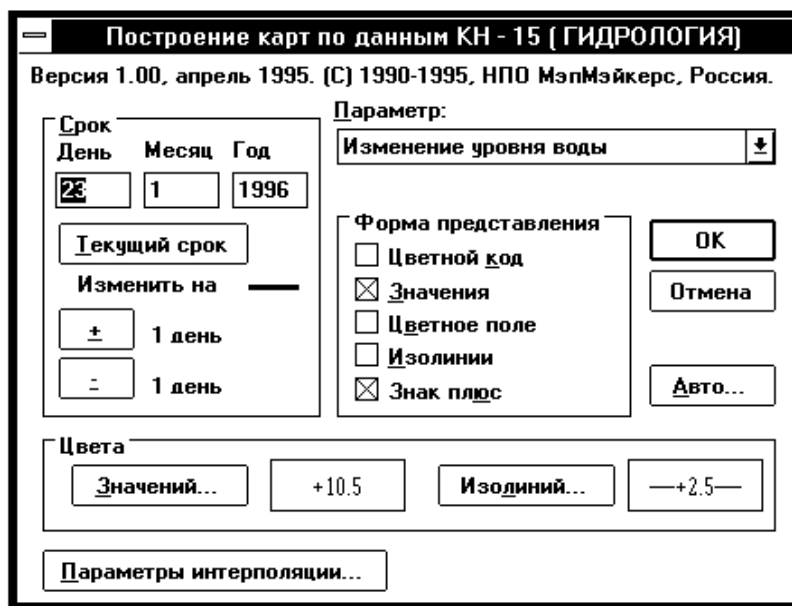 Построение карт по данным КН - 15 ( ГИДРОЛОГИЯ)
Версия 1.00, апрель 1995. (C) 1990-1995, НПО МэпМэйкерс, Россия.
Срок
День Месяц Год
23 1 1996
Текущий срок
Изменить на
+ 1 день
- 1 день
Параметр:
Изменение уровня воды
Форма представления
Цветной код
Значения
Цветное поле
Изолинии
Знак плюс
OK
Отмена
Авто...
Цвета
Значений... +10.5 Изолиний... +2.5
Параметры интерполяции...